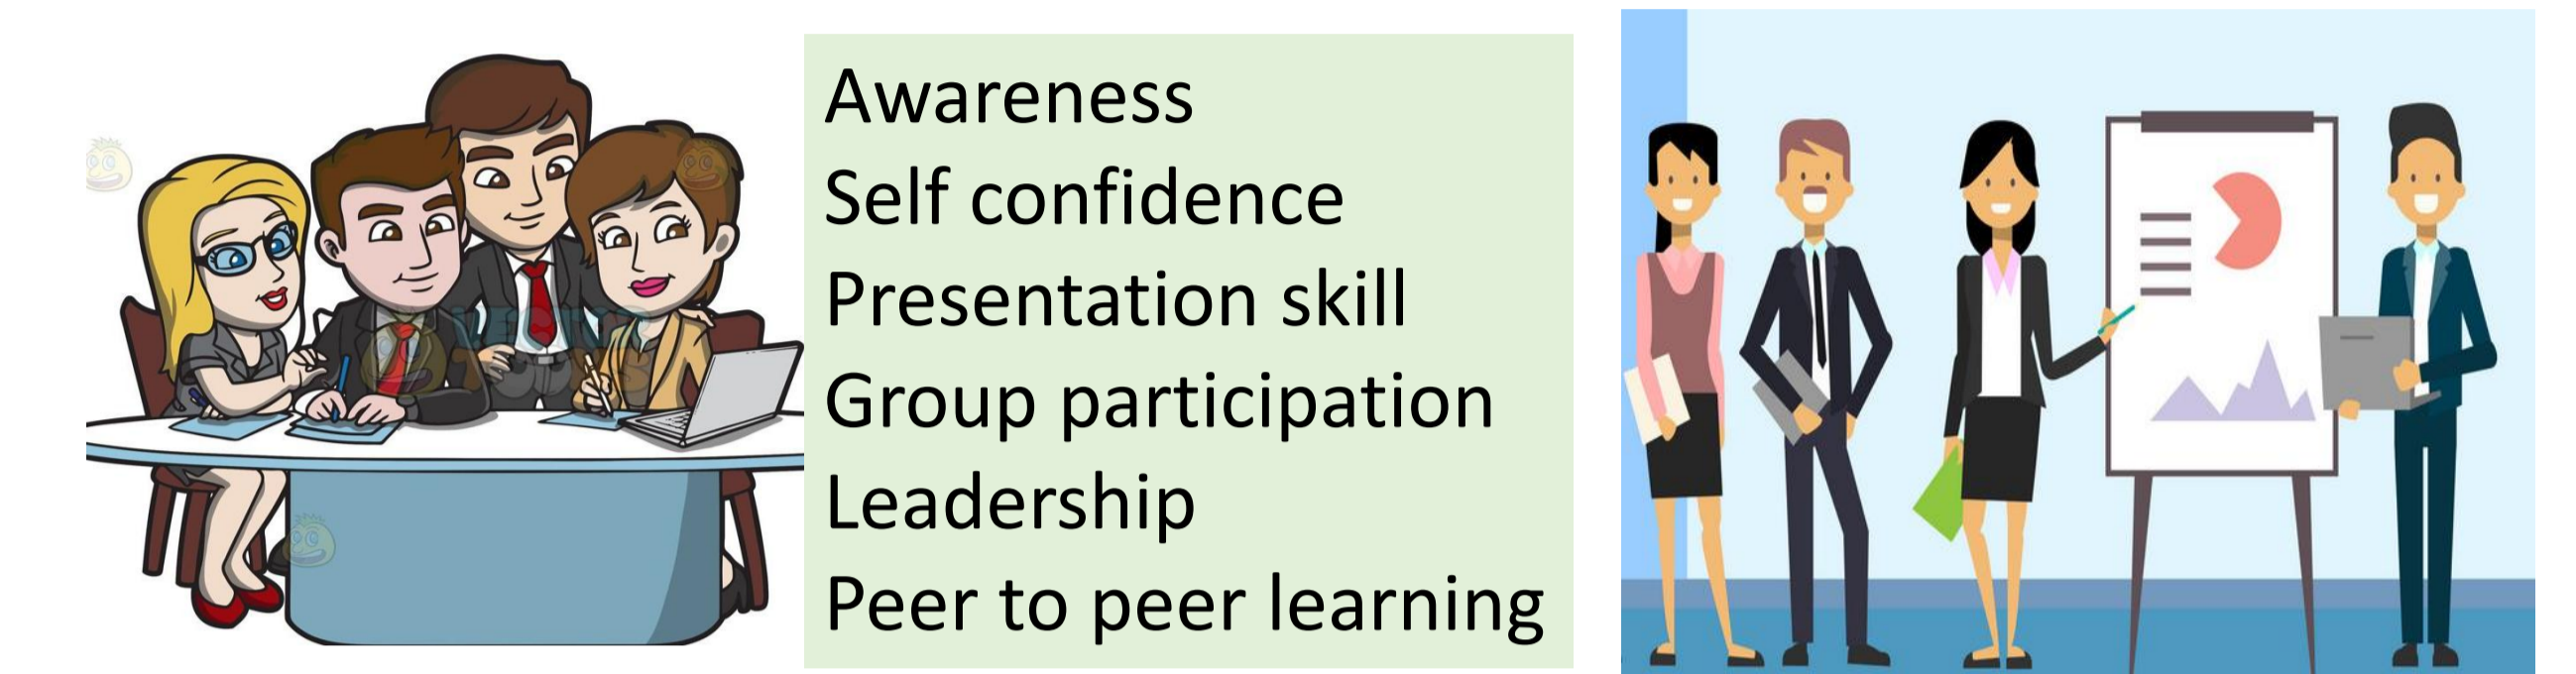 Awareness
Self confidence
Presentation skill
Group participation
Leadership
Peer to peer learning